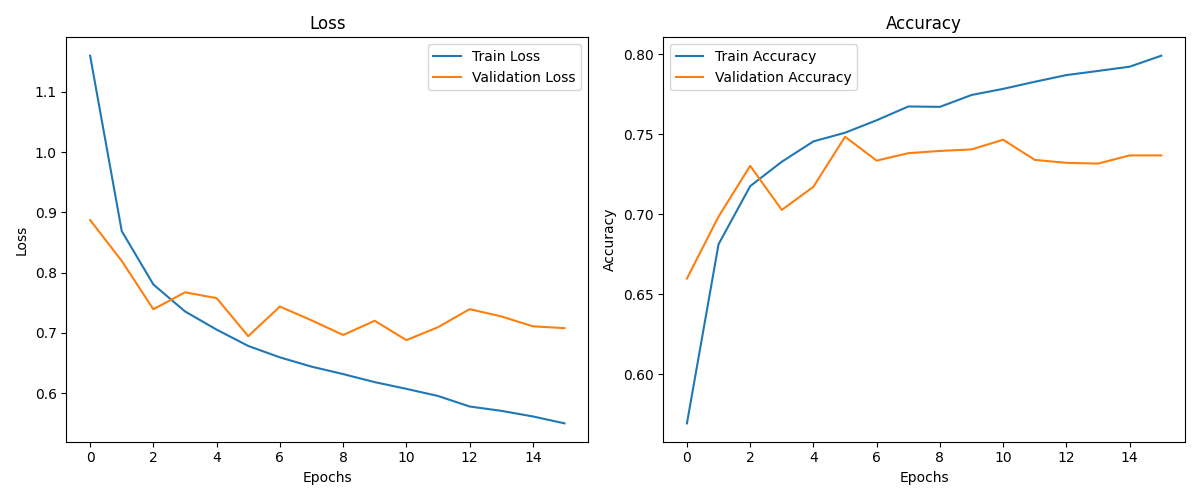 Loss
Train Loss
Validation Loss
1.1
1.0
0.9
0.8
0.7
0.6
Loss
0 2 4 6 8 10 12 14
Epochs
Accuracy
Train Accuracy
Validation Accuracy
0.80
0.75
0.70
0.65
0.60
Accuracy
0 2 4 6 8 10 12 14
Epochs